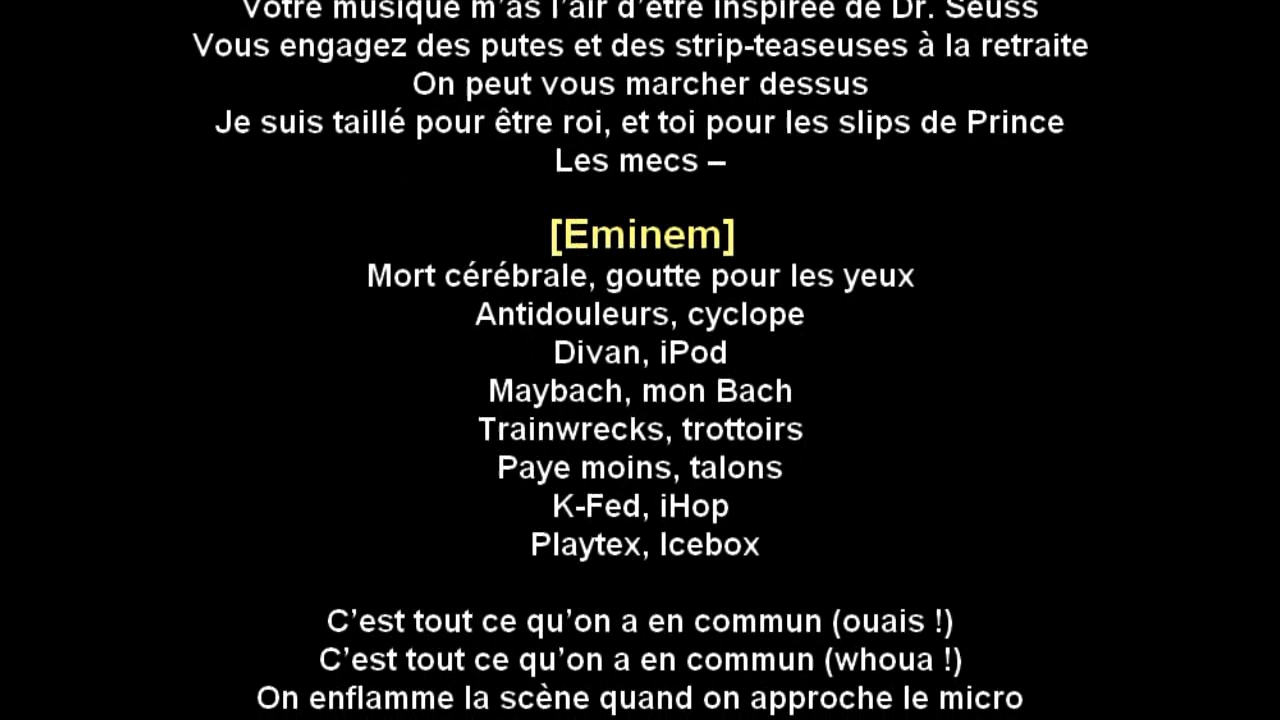 Votre musique m'as l'air d'être inspirée de Dr. Seuss
Vous engagez des putes et des strip-teaseuses à la retraite
On peut vous marcher dessus
Je suis taillé pour être roi, et toi pour les slips de Prince
Les mecs –
[Eminem]
Mort cérébrale, goutte pour les yeux
Antidouleurs, cyclope
Divan, iPod
Maybach, mon Bach
Trainwrecks, trottoirs
Paye moins, talons
K-Fed, iHop
Playtex, Icebox
C’est tout ce qu’on a en commun (ouais !)
C’est tout ce qu’on a en commun (whoua !)
On enflamme la scène quand on approche le micro